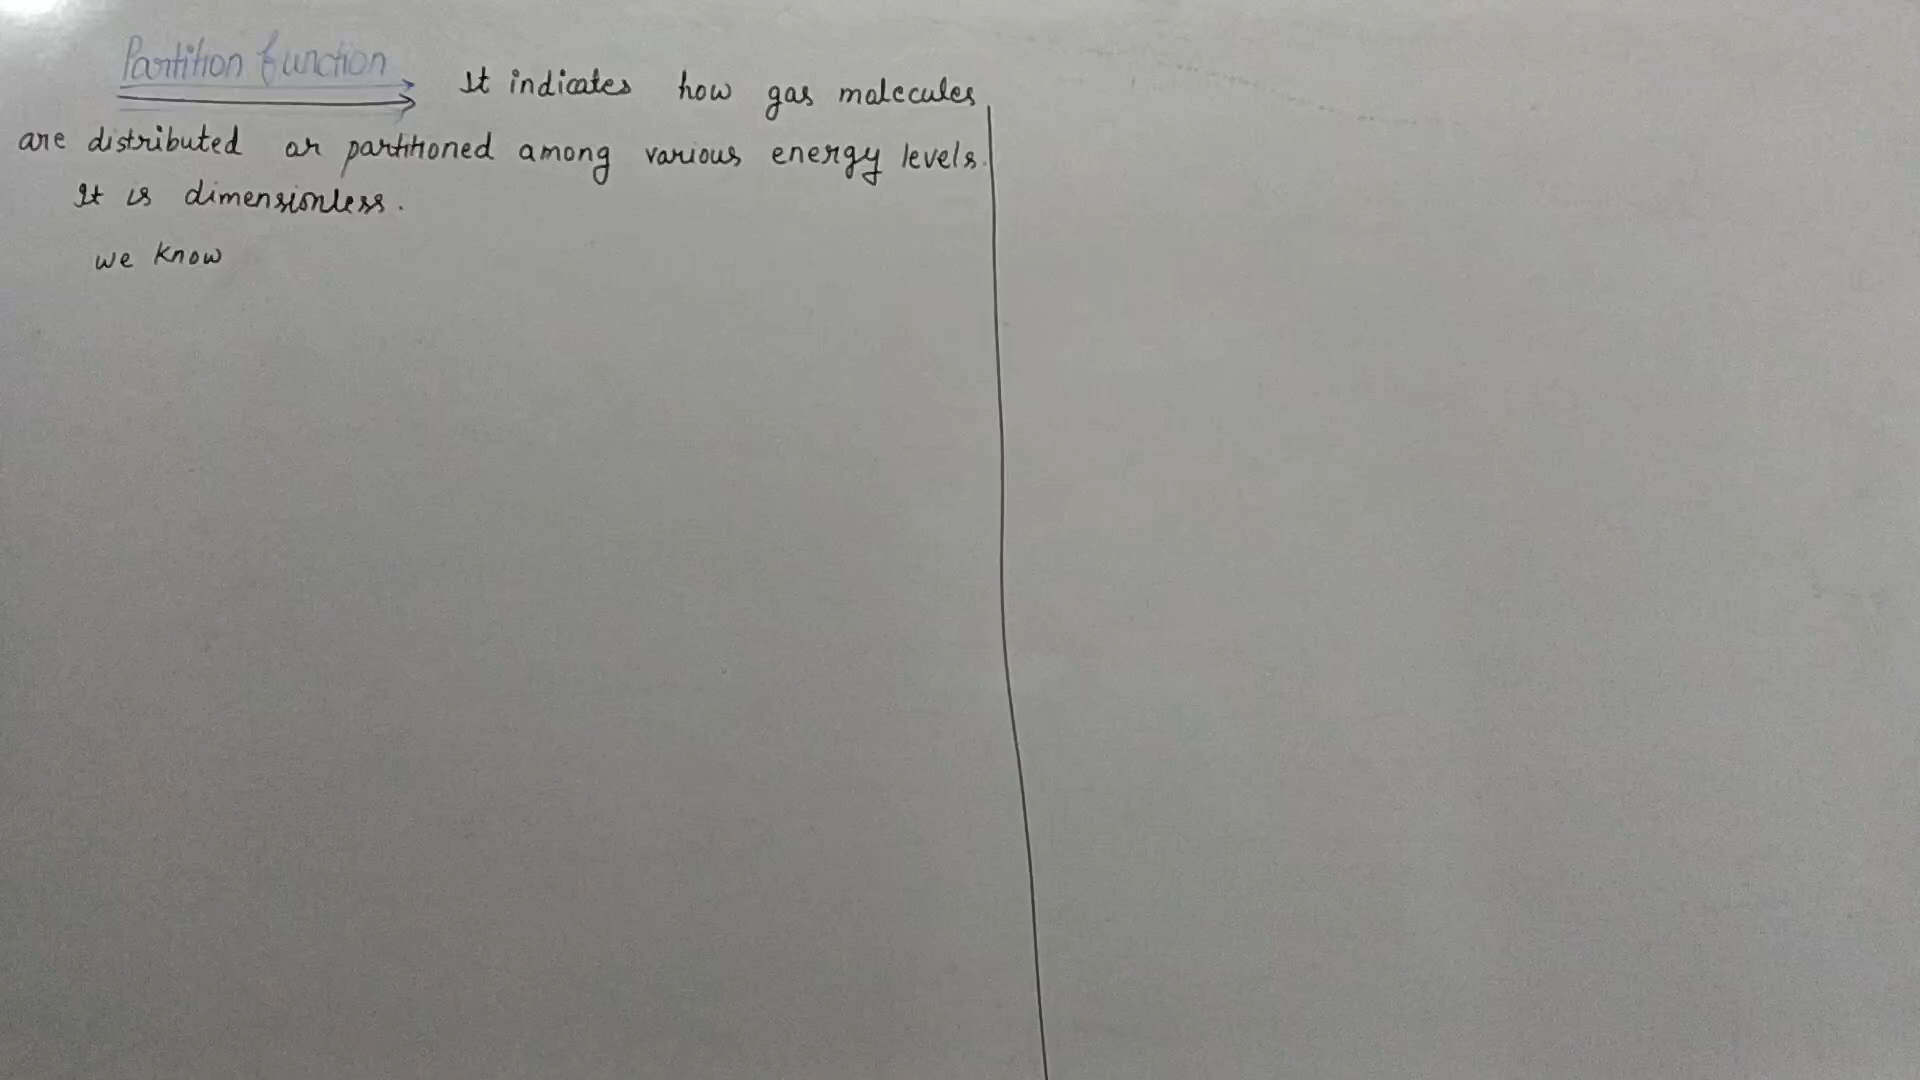 Partition function
It indicates how gas molecules
are distributed or partitioned among various energy levels.
It is dimensionless.
we know